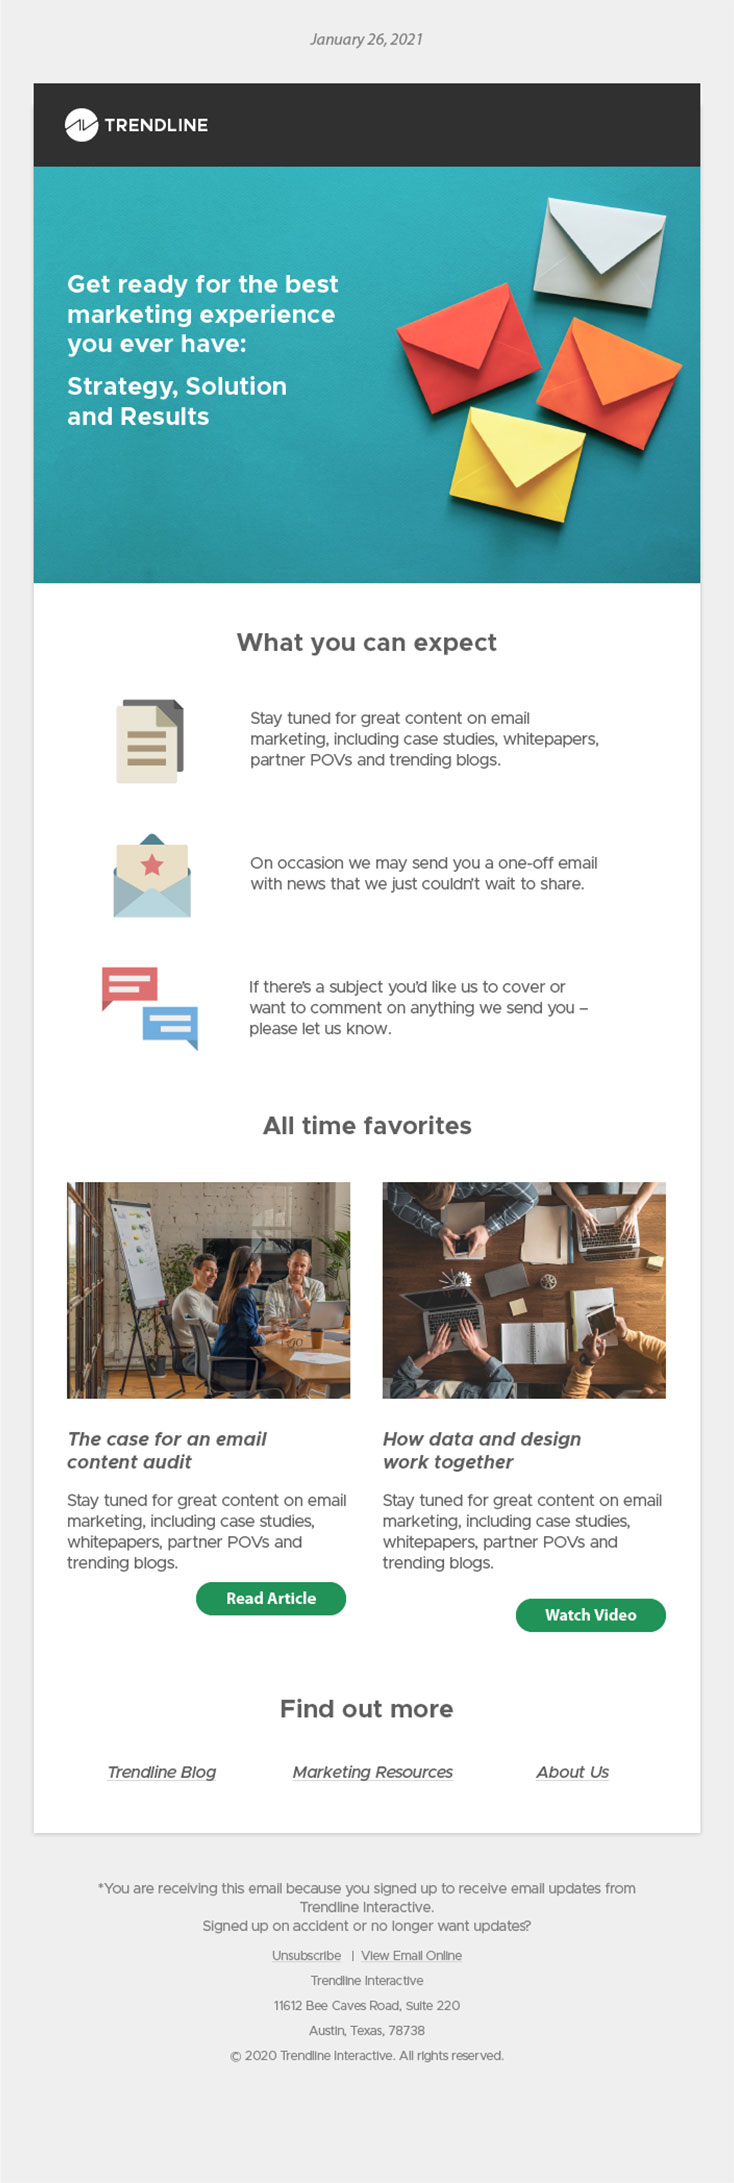 January 26, 2021
TRENDLINE
Get ready for the best
marketing experience
you ever have:
Strategy, Solution
and Results
What you can expect
Stay tuned for great content on email
marketing, including case studies, whitepapers,
partner POVs and trending blogs.
On occasion we may send you a one-off email
with news that we just couldn't wait to share.
If there's a subject you'd like us to cover or
want to comment on anything we send you –
please let us know.
All time favorites
The case for an email
content audit
Stay tuned for great content on email
marketing, including case studies,
whitepapers, partner POVs and
trending blogs.
Read Article
How data and design
work together
Stay tuned for great content on email
marketing, including case studies,
whitepapers, partner POVs and
trending blogs.
Watch Video
Find out more
Trendline Blog
Marketing Resources
About Us
*You are receiving this email because you signed up to receive email updates from
Trendline Interactive.
Signed up on accident or no longer want updates?
Unsubscribe | View Email Online
Trendline Interactive
11612 Bee Caves Road, Suite 220
Austin, Texas, 78738
© 2020 Trendline Interactive. All rights reserved.